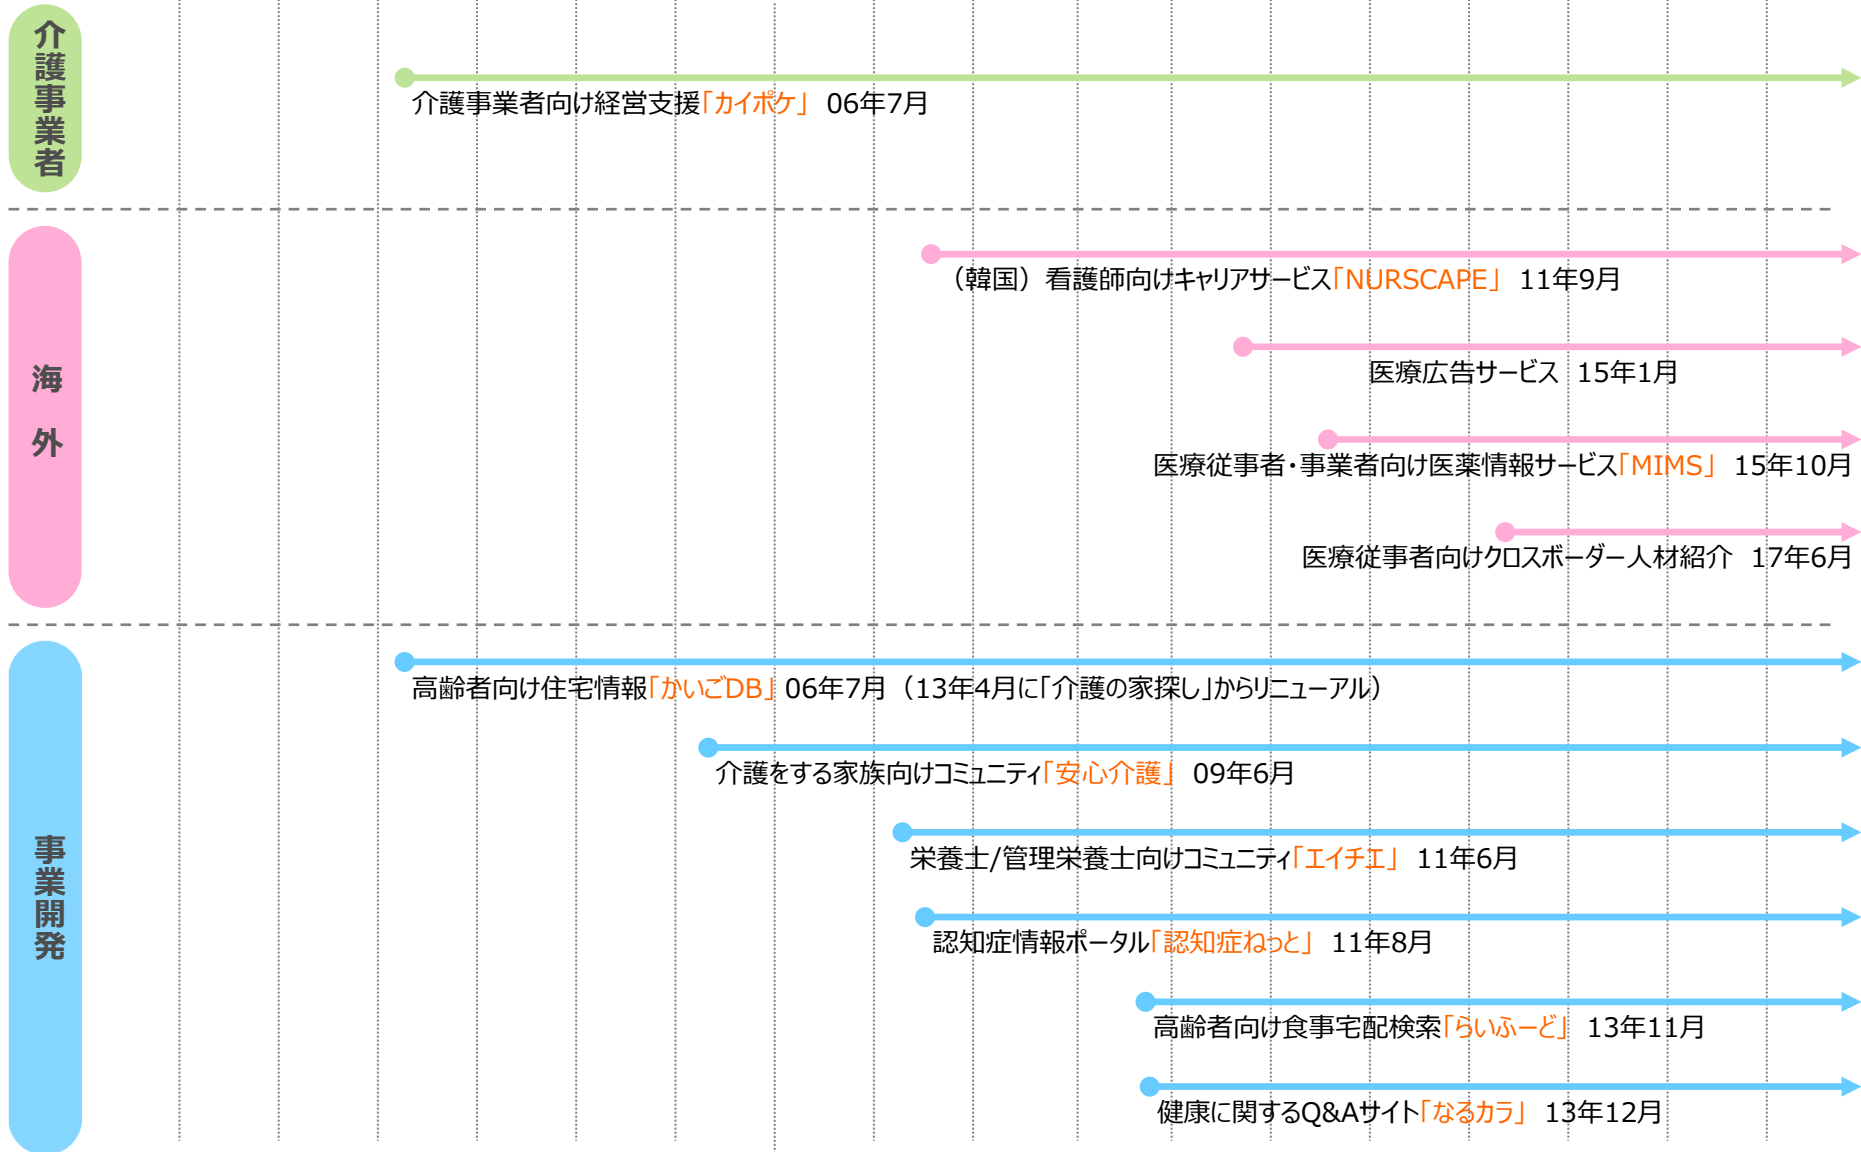 介護事業者
介護事業者向け経営支援「カイポケ」 06年7月
海外
（韓国）看護師向けキャリアサービス「NURSCAPE」 11年9月
医療広告サービス 15年1月
医療従事者・事業者向け医薬情報サービス「MIMS」 15年10月
医療従事者向けクロスボーダー人材紹介 17年6月
事業開発
高齢者向け住宅情報「かいごDB」06年7月（13年4月に「介護の家探し」からリニューアル）
介護をする家族向けコミュニティ「安心介護」 09年6月
栄養士/管理栄養士向けコミュニティ「エイチエ」 11年6月
認知症情報ポータル「認知症ねっと」 11年8月
高齢者向け食事宅配検索「らいふーど」 13年11月
健康に関するQ&Aサイト「なるカラ」 13年12月